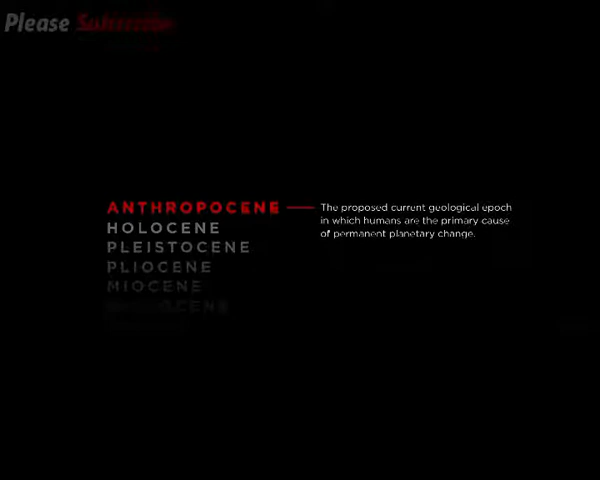 Please
ANTHROPOCENE
The proposed current geological epoch
in which humans are the primary cause
of permanent planetary change.
HOLOCENE
PLEISTOCENE
PLIOCENE
MIOCENE